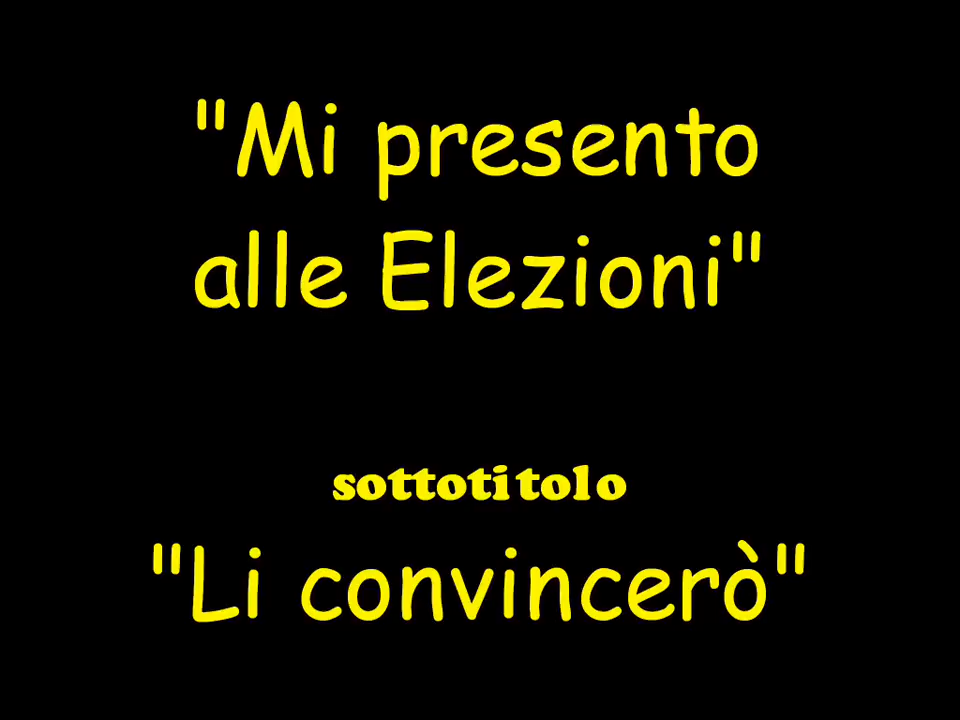 "Mi presento
alle Elezioni"
sottotitolo
"Li convincerò"